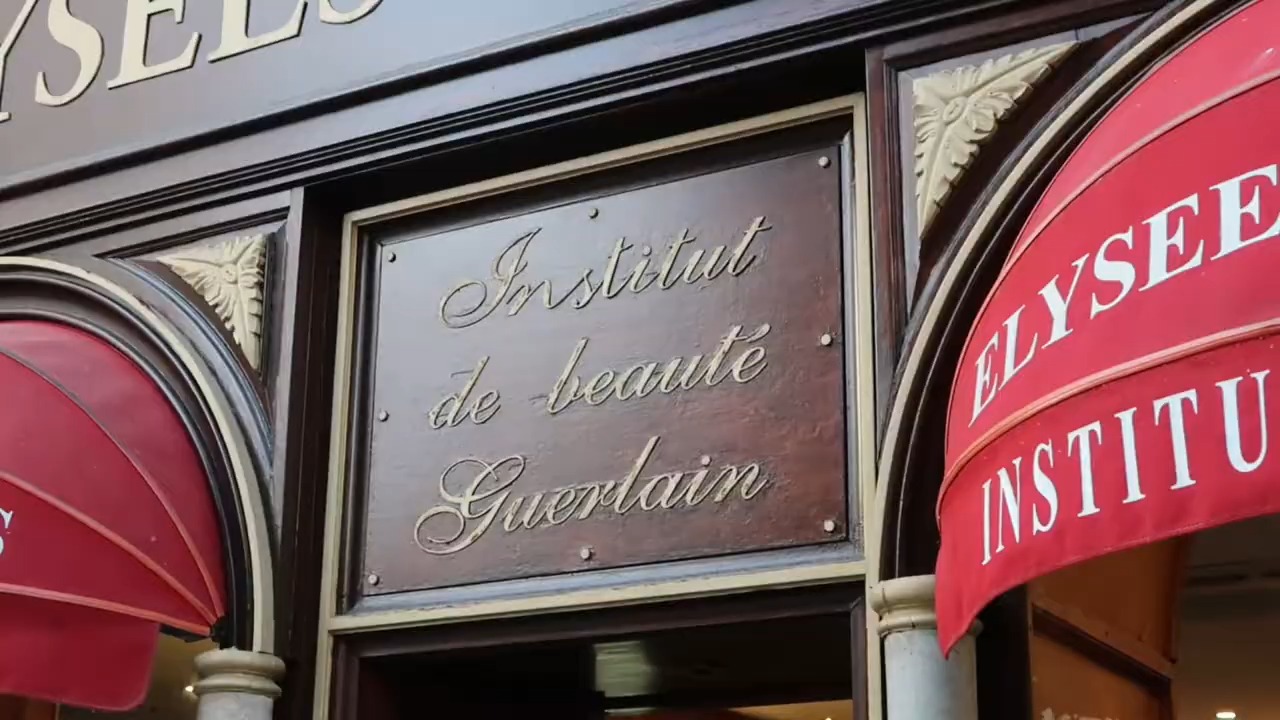 YSEES
Institut
de beauté
Guerlain
ELYSEE
INSTITU
S